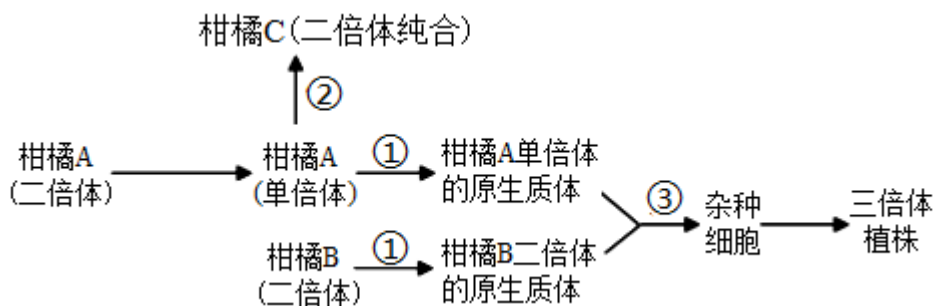 柑橘C(二倍体纯合)
②
柑橘A
(二倍体)
柑橘A
(单倍体)
①
柑橘A单倍体
的原生质体
③
杂种
细胞
三倍体
植株
柑橘B
(二倍体)
①
柑橘B二倍体
的原生质体